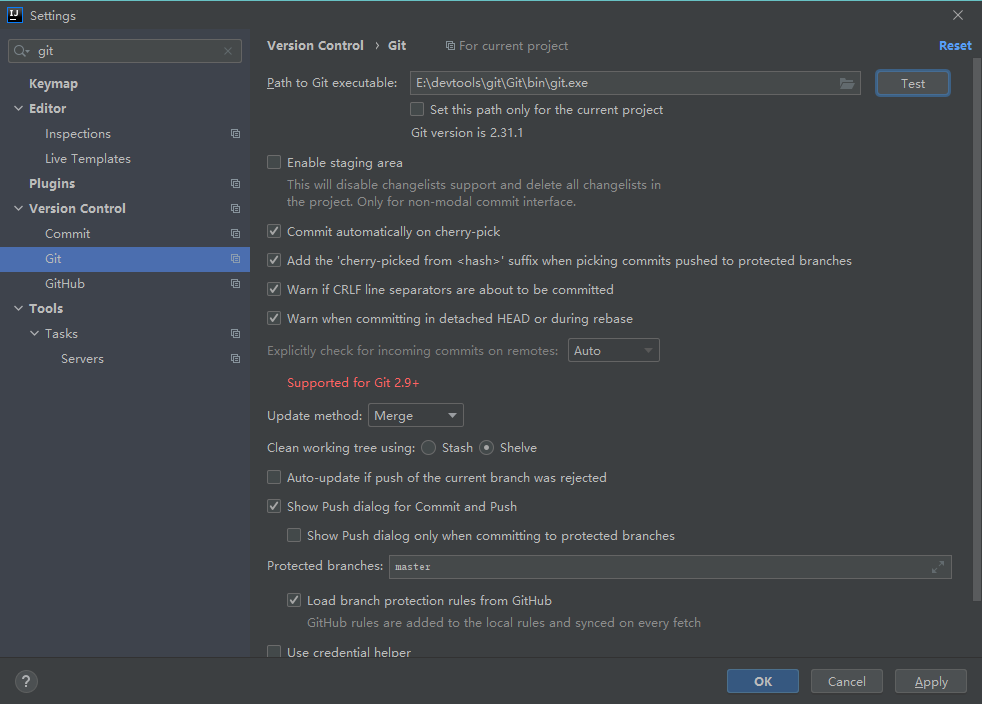 Settings
git
Keymap
Editor
Inspections
Live Templates
Plugins
Version Control
Commit
Git
GitHub
Tools
Tasks
Servers
Version Control › Git For current project Reset
Path to Git executable: E:\devtools\git\Git\bin\git.exe Test
Set this path only for the current project
Git version is 2.31.1
Enable staging area
This will disable changelists support and delete all changelists in
the project. Only for non-modal commit interface.
Commit automatically on cherry-pick
Add the 'cherry-picked from <hash>' suffix when picking commits pushed to protected branches
Warn if CRLF line separators are about to be committed
Warn when committing in detached HEAD or during rebase
Explicitly check for incoming commits on remotes: Auto
Supported for Git 2.9+
Update method: Merge
Clean working tree using: Stash Shelve
Auto-update if push of the current branch was rejected
Show Push dialog for Commit and Push
Show Push dialog only when committing to protected branches
Protected branches: master
Load branch protection rules from GitHub
GitHub rules are added to the local rules and synced on every fetch
Use credential helper
? OK Cancel Apply